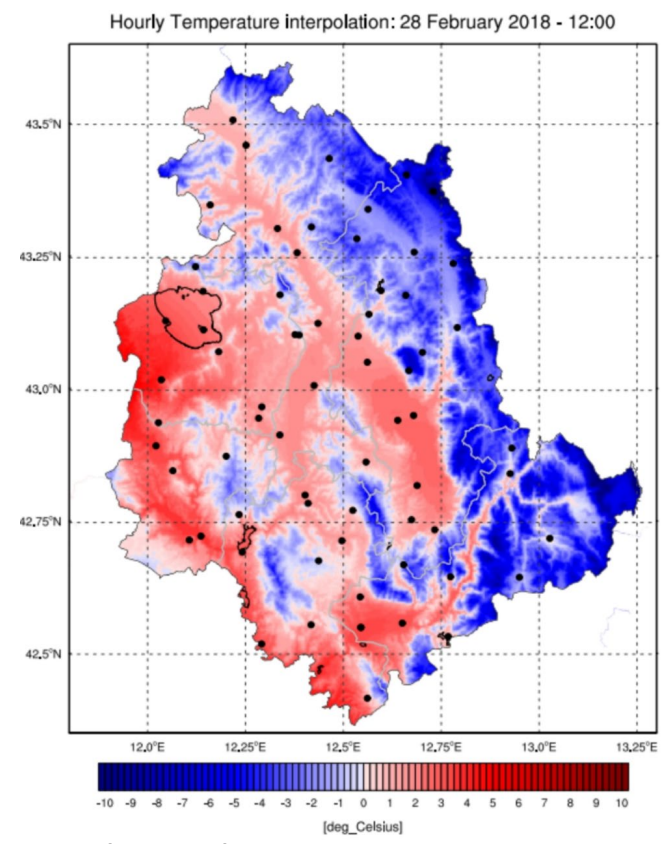 Hourly Temperature interpolation: 28 February 2018 - 12:00
43.5°N
43.25°N
43.0°N
42.75°N
42.5°N
12.0°E 12.25°E 12.5°E 12.75°E 13.0°E 13.25°E
-10 -9 -8 -7 -6 -5 -4 -3 -2 -1 0 1 2 3 4 5 6 7 8 9 10
[deg_Celsius]